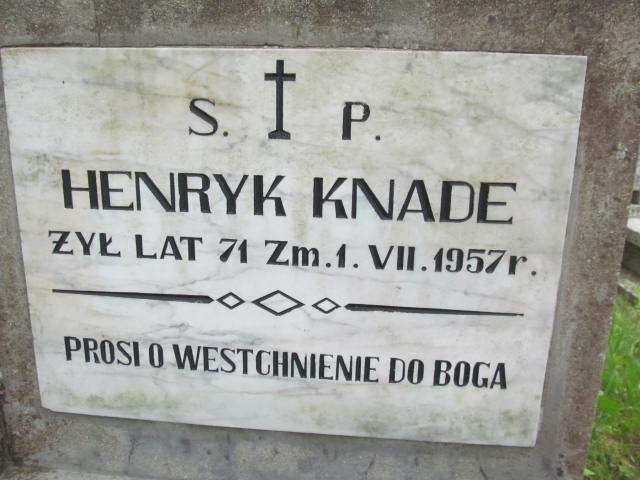 S. P.
HENRYK KNADE
ŻYŁ LAT 71 Zm. 1. VII. 1957 r.
PROSI O WESTCHNIENIE DO BOGA